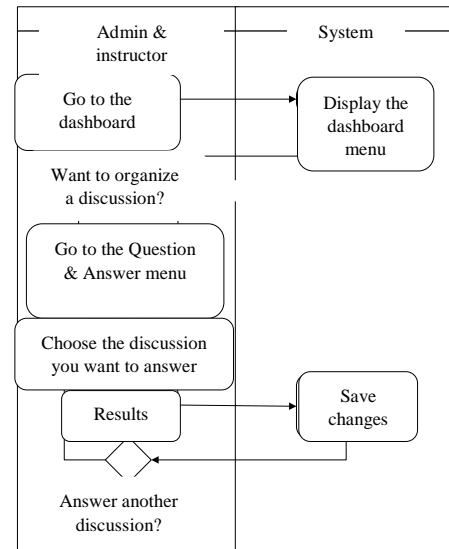 Admin &
instructor
System
Go to the
dashboard
Display the
dashboard
menu
Want to organize
a discussion?
Go to the Question
& Answer menu
Choose the discussion
you want to answer
Results
Save
changes
Answer another
discussion?